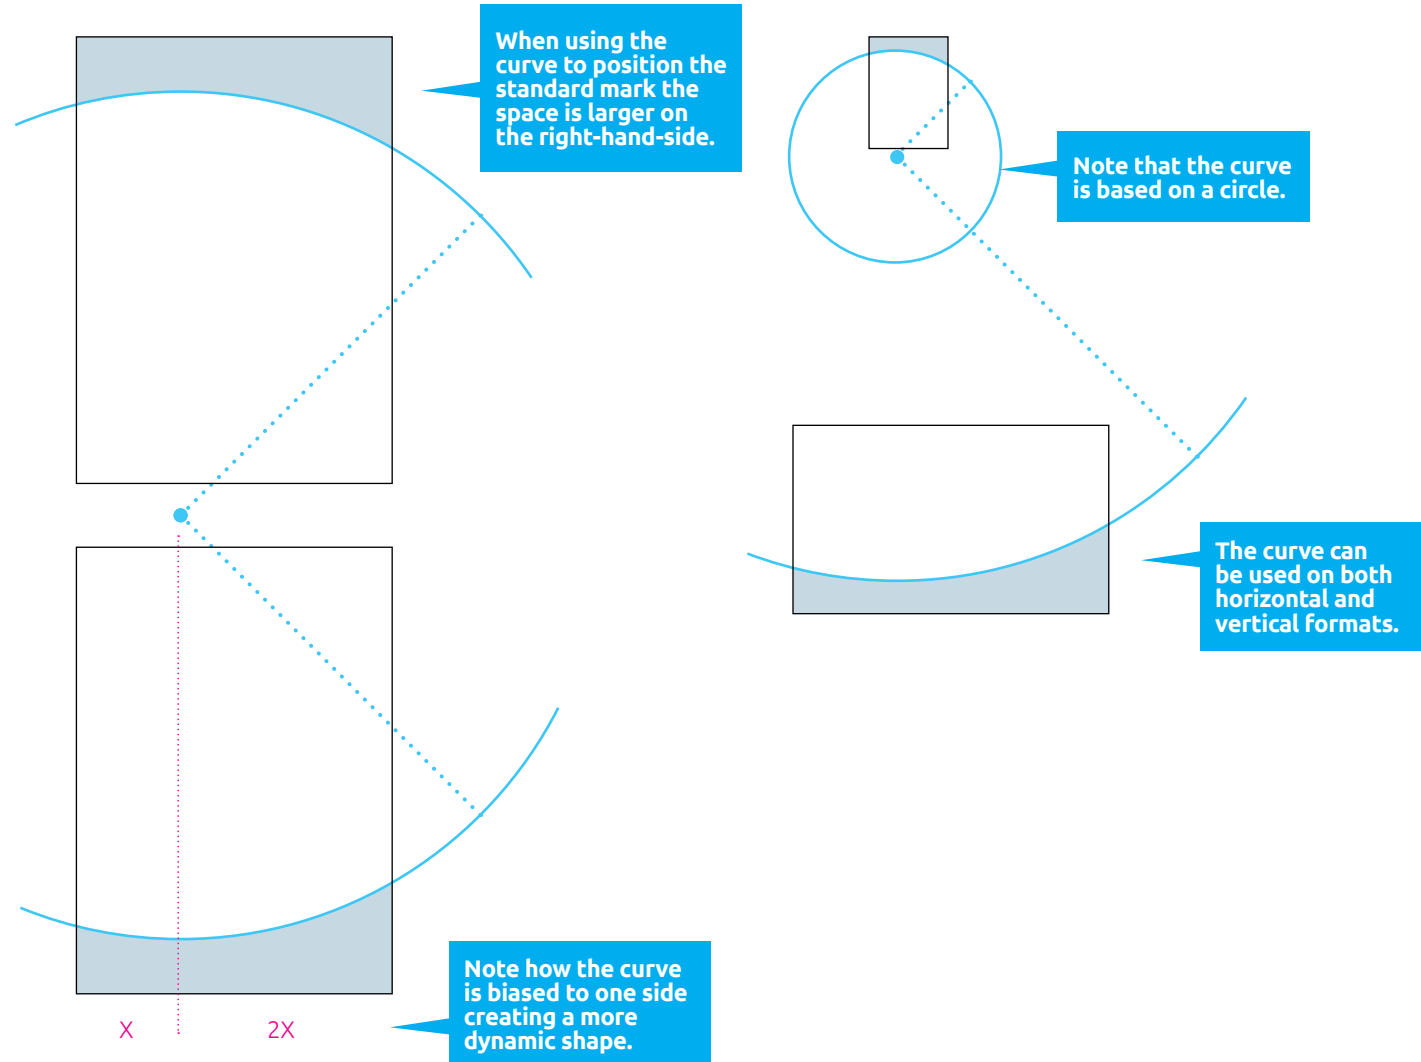 When using the
curve to position the
standard mark the
space is larger on
the right-hand-side.
Note that the curve
is based on a circle.
The curve can
be used on both
horizontal and
vertical formats.
Note how the curve
is biased to one side
creating a more
dynamic shape.
X 2X